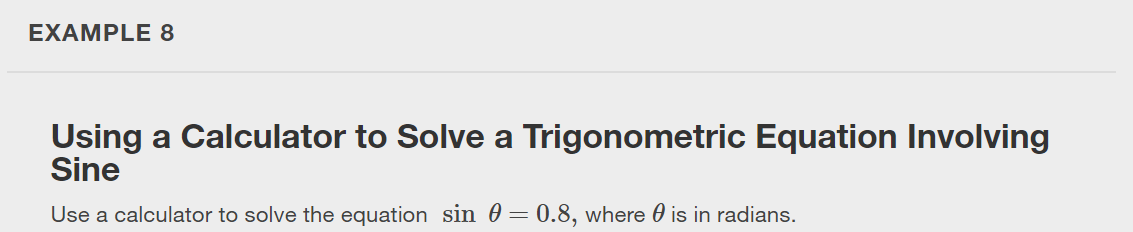 EXAMPLE 8
Using a Calculator to Solve a Trigonometric Equation Involving
Sine
Use a calculator to solve the equation sin θ = 0.8, where θ is in radians.